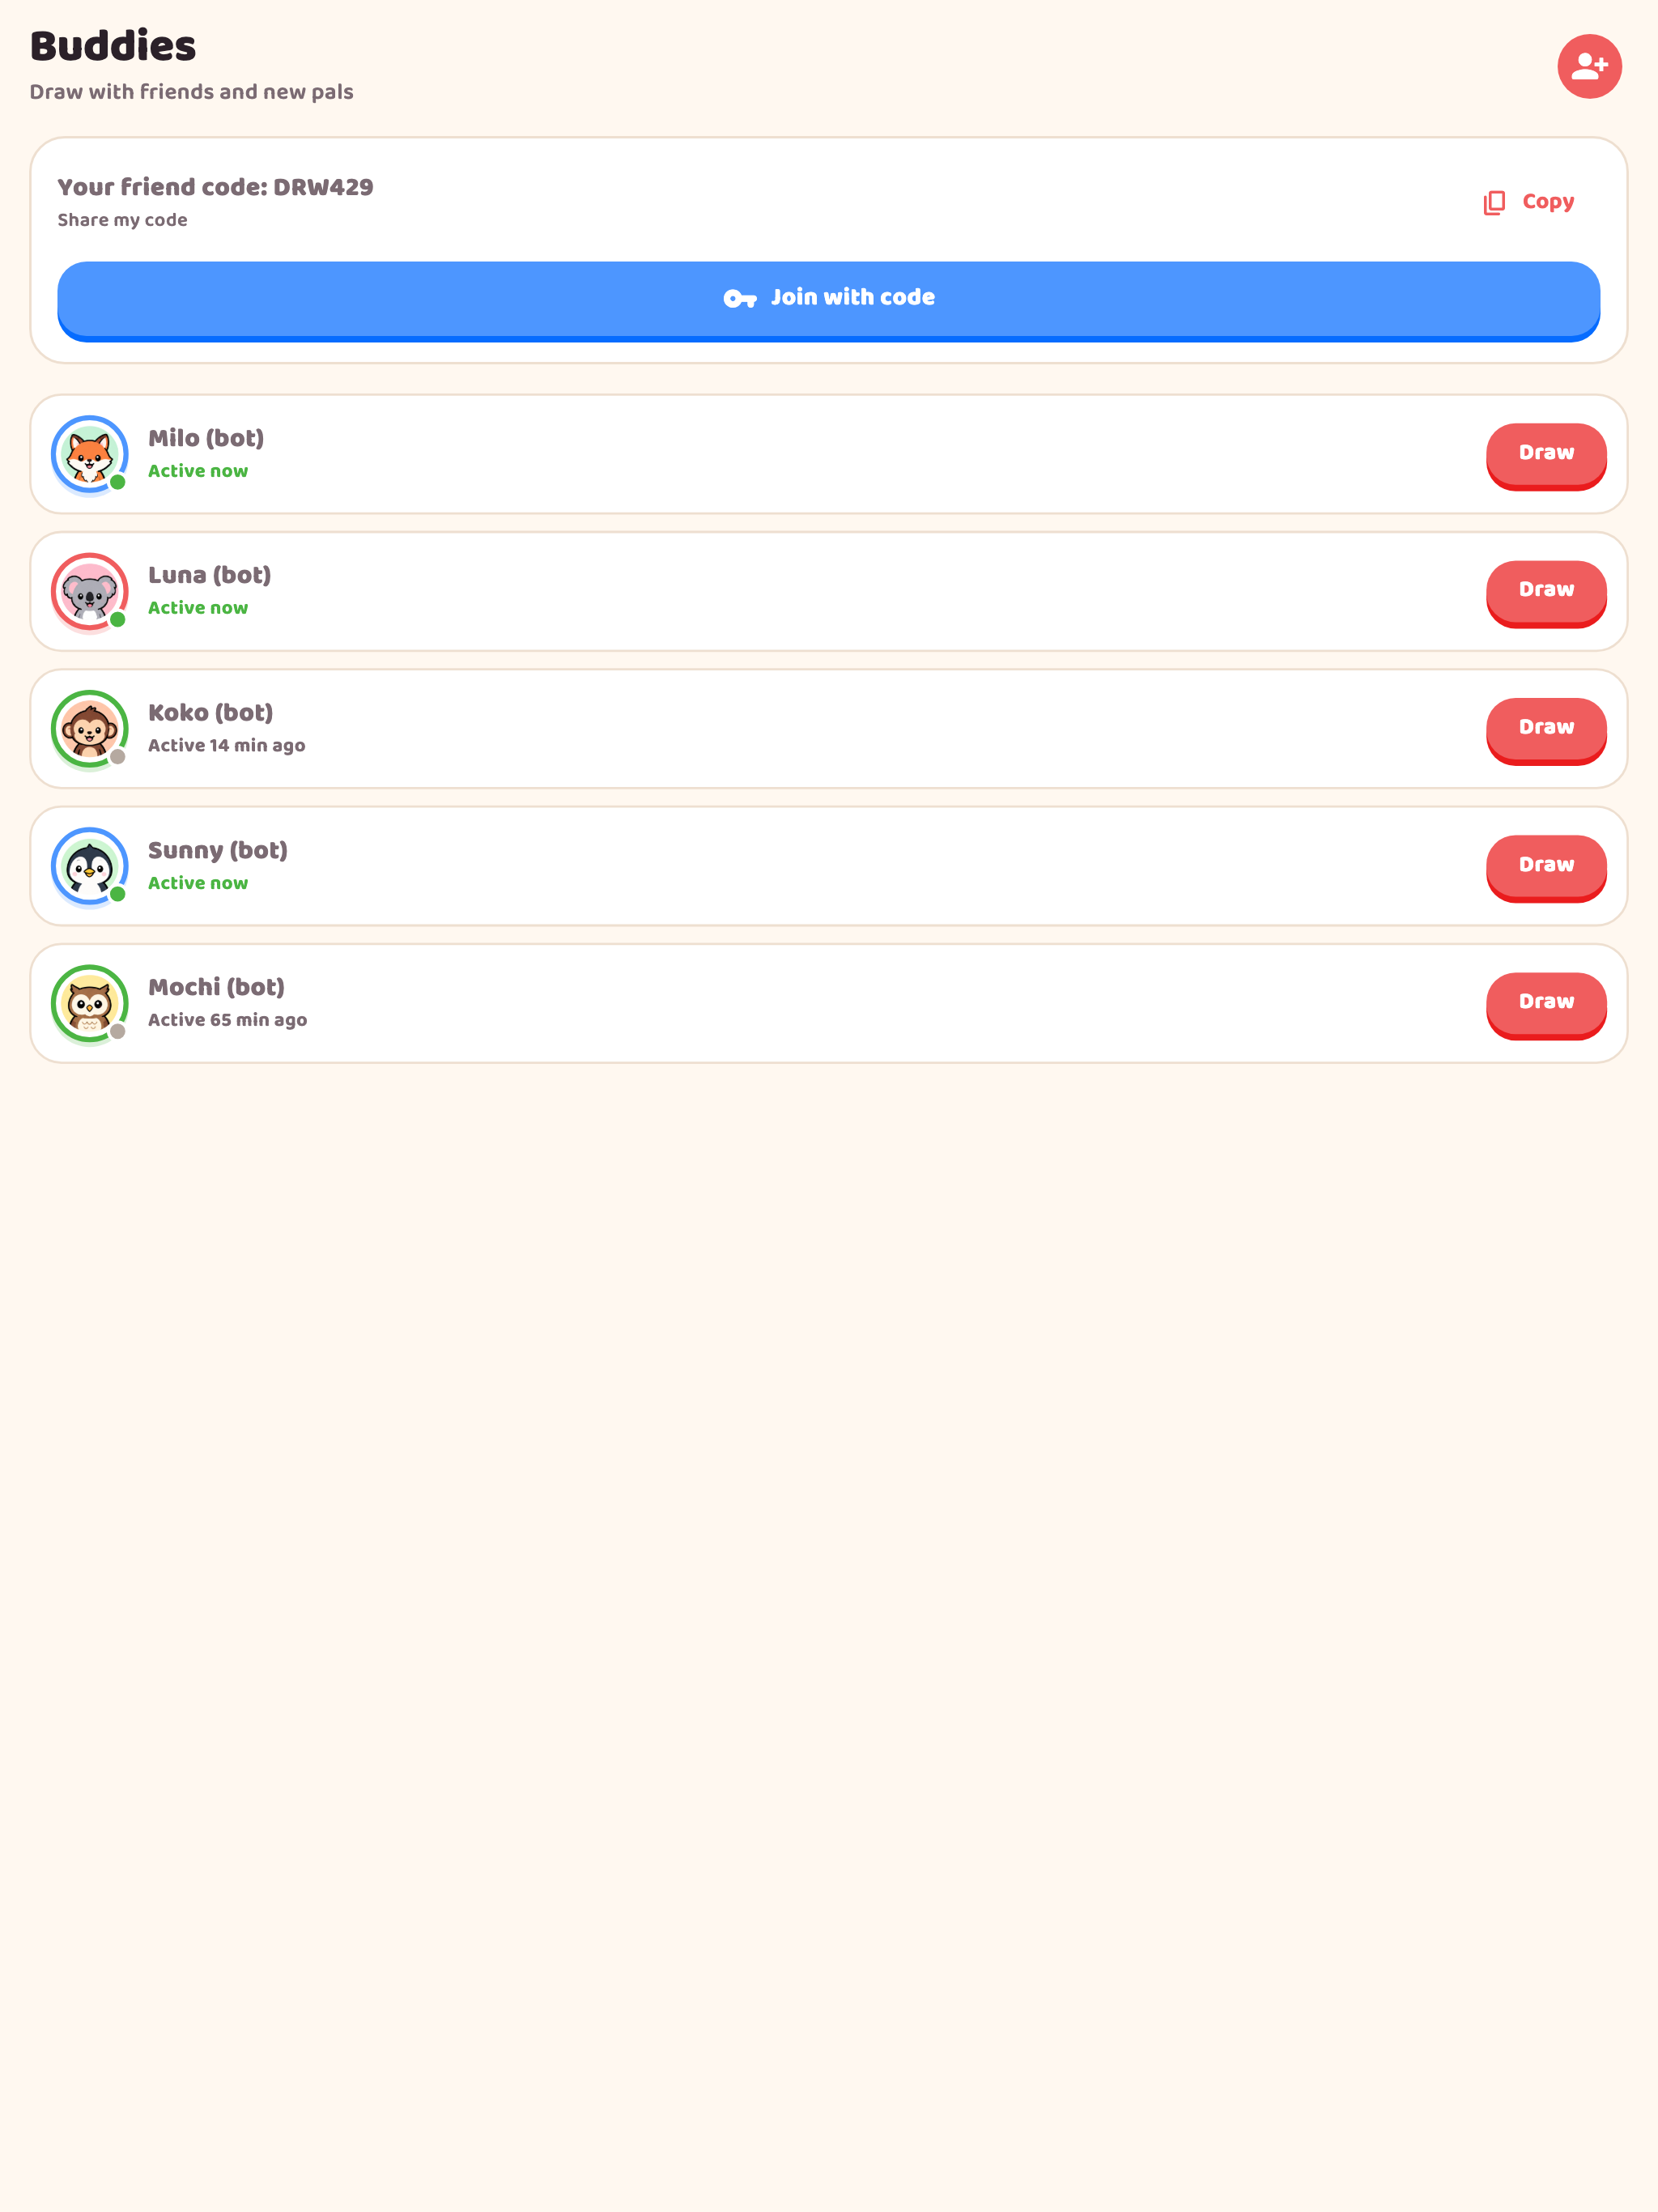 Buddies
Draw with friends and new pals
Your friend code: DRW429
Share my code
Copy
Join with code
Milo (bot)
Active now
Draw
Luna (bot)
Active now
Draw
Koko (bot)
Active 14 min ago
Draw
Sunny (bot)
Active now
Draw
Mochi (bot)
Active 65 min ago
Draw